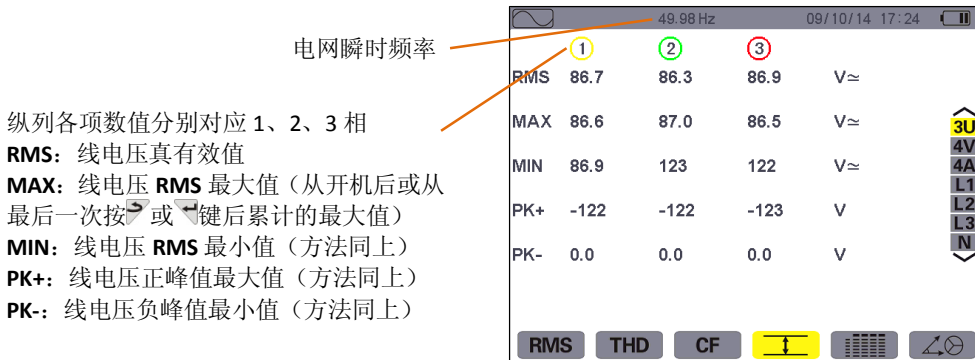 49.98 Hz 09/10/14 17:24
电网瞬时频率
1 2 3
RMS 86.7 86.3 86.9 V≃
MAX 86.6 87.0 86.5 V≃
MIN 86.9 123 122 V≃
PK+ -122 -122 -123 V
PK- 0.0 0.0 0.0 V
3U
4V
4A
L1
L2
L3
N
RMS THD CF
纵列各项数值分别对应 1、2、3 相
RMS：线电压真有效值
MAX：线电压 RMS 最大值（从开机后或从
最后一次按或键后累计的最大值）
MIN：线电压 RMS 最小值（方法同上）
PK+：线电压正峰值最大值（方法同上）
PK-：线电压负峰值最小值（方法同上）